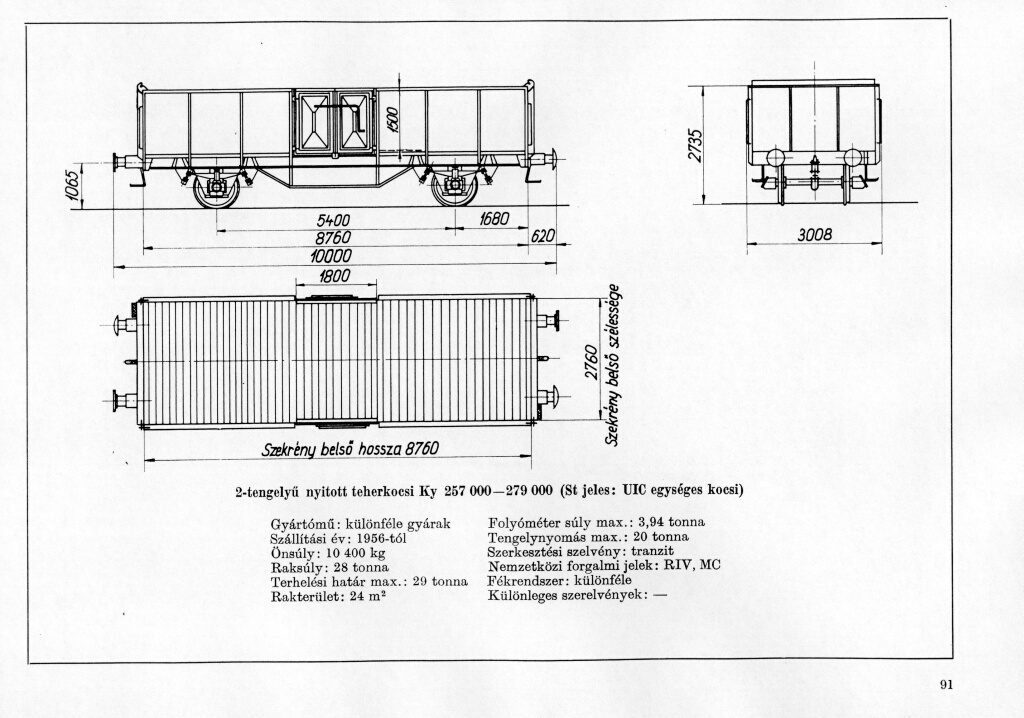 1500
1065
2735
5400
1680
8760
620
3008
10000
1800
2760
Szekrény belső szélessége
Szekrény belső hossza 8760
2-tengelyű nyitott teherkocsi Ky 257 000—279 000 (St jeles: UIC egységes kocsi)
Gyártómű: különféle gyárak
Szállítási év: 1956-tól
Önsúly: 10 400 kg
Raksúly: 28 tonna
Terhelési határ max.: 29 tonna
Rakterület: 24 m²
Folyóméter súly max.: 3,94 tonna
Tengelynyomás max.: 20 tonna
Szerkesztési szelvény: tranzit
Nemzetközi forgalmi jelek: RIV, MC
Fékrendszer: különféle
Különleges szerelvények: —
91